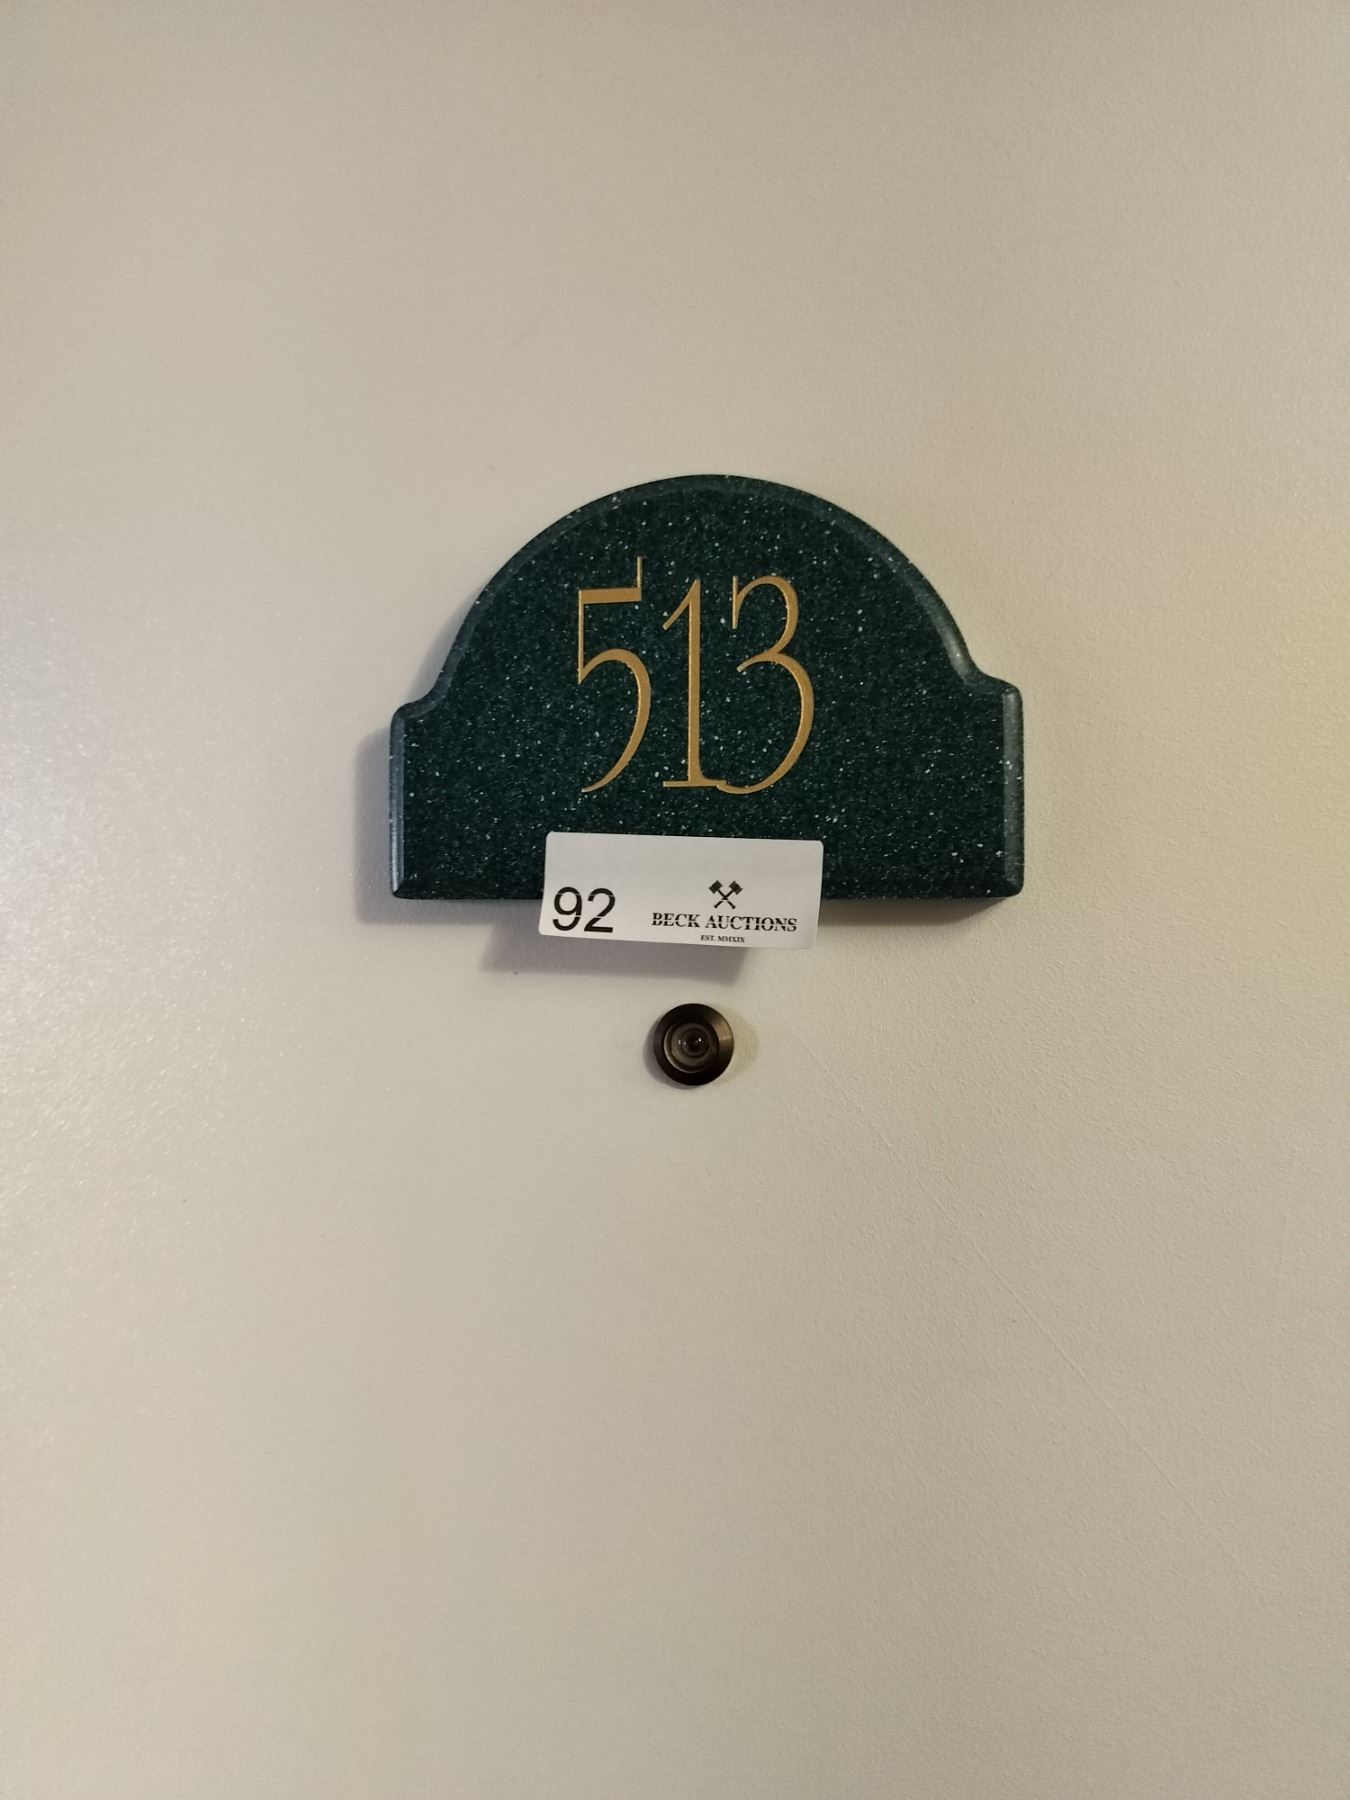 513
92
BECK AUCTIONS
EST. MMXIX